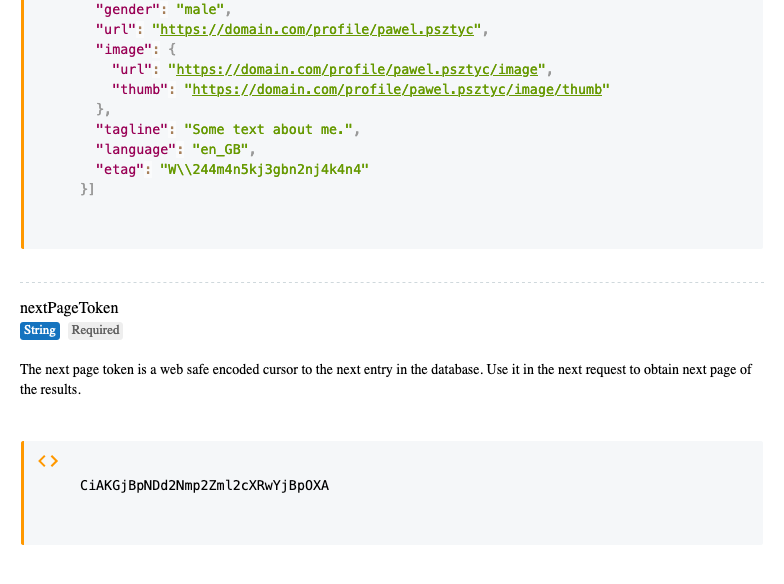 "gender": "male",
"url": "https://domain.com/profile/pawel.psztyc",
"image": {
"url": "https://domain.com/profile/pawel.psztyc/image",
"thumb": "https://domain.com/profile/pawel.psztyc/image/thumb"
},
"tagline": "Some text about me.",
"language": "en_GB",
"etag": "W\\244m4n5kj3gbn2nj4k4n4"
}]
nextPageToken
String Required
The next page token is a web safe encoded cursor to the next entry in the database. Use it in the next request to obtain next page of
the results.
CiAKGjBpNDd2Nmp2Zml2cXRwYjBpOXA